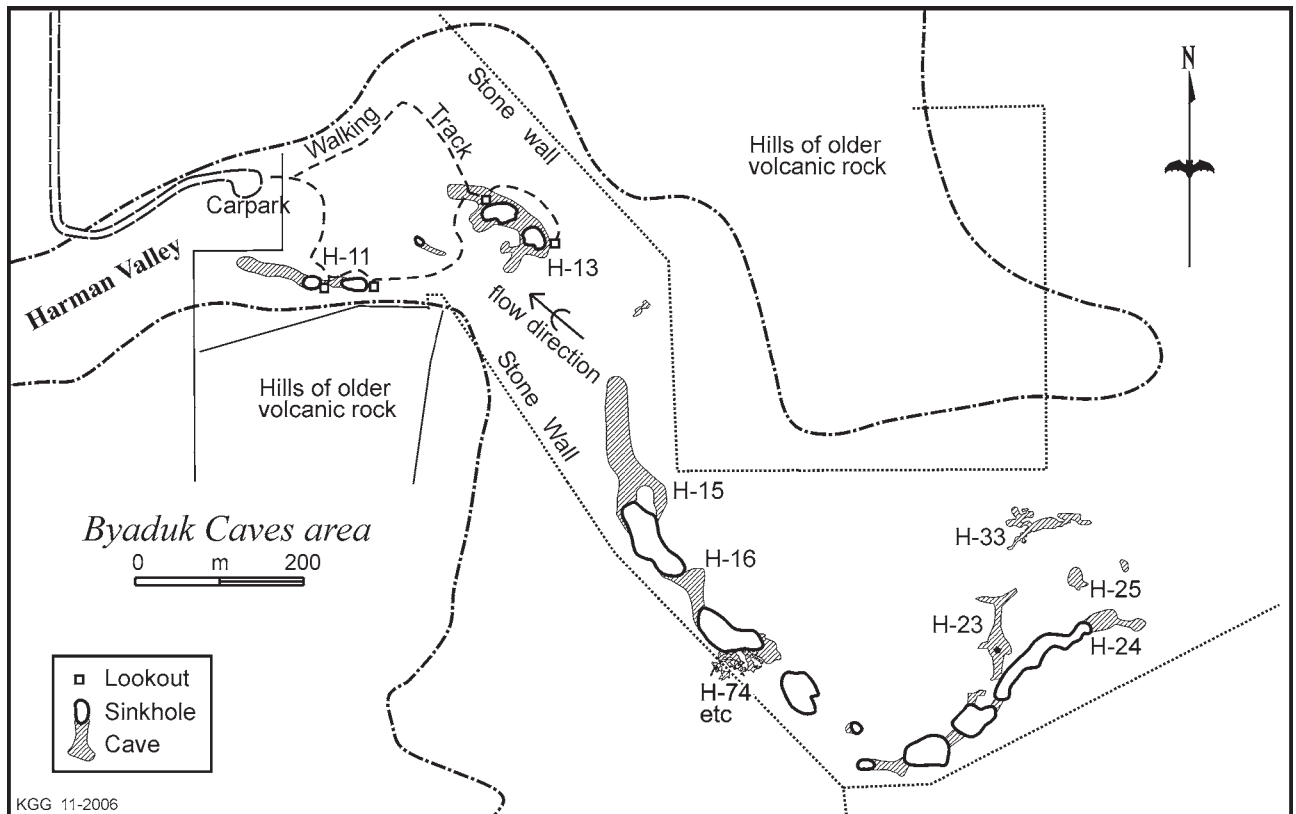 N
Stone wall
Walking Track
Hills of older
volcanic rock
Carpark
Harman Valley
H-11
H-13
flow direction
Hills of older
volcanic rock
Stone Wall
H-15
Byaduk Caves area
0 m 200
H-16
H-33
H-25
H-23
H-24
H-74
etc
Lookout
Sinkhole
Cave
KGG 11-2006